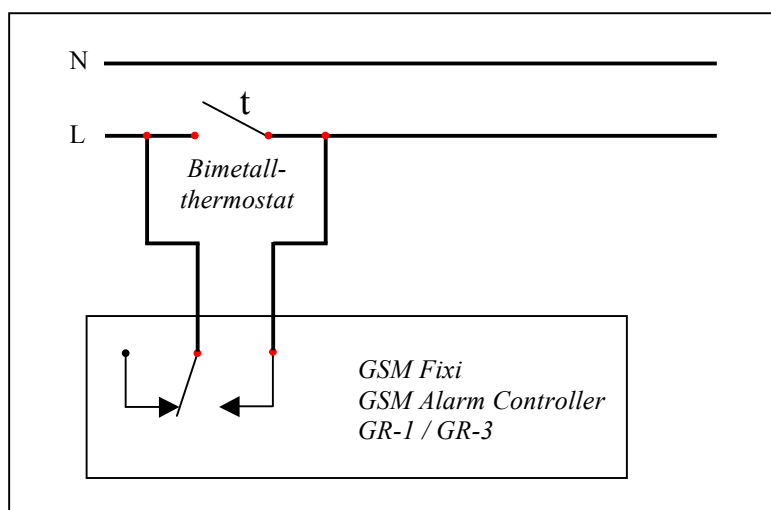 N
t
L
Bimetall-
thermostat
GSM Fixi
GSM Alarm Controller
GR-1 / GR-3